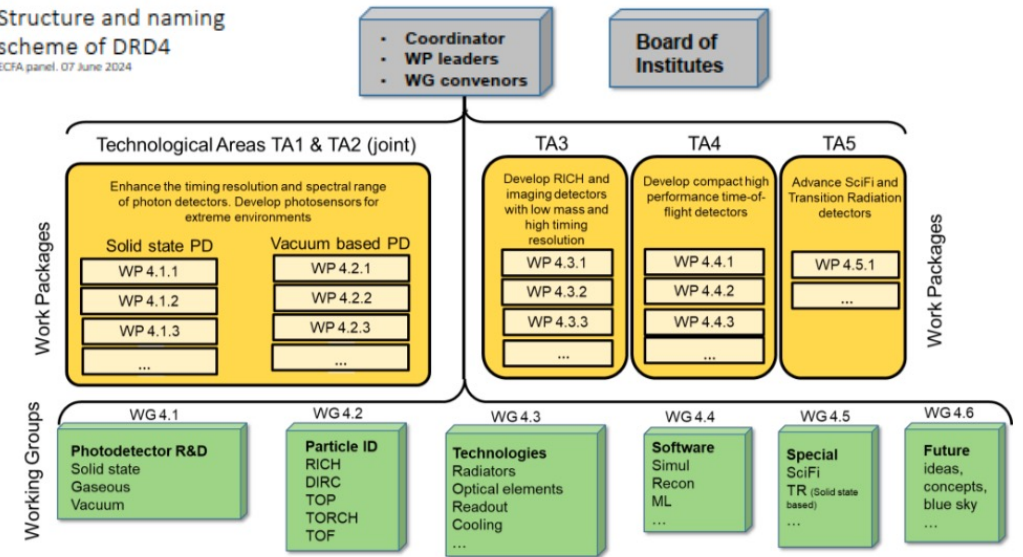 Structure and naming
scheme of DRD4
ECFA panel. 07 June 2024
▪ Coordinator
▪ WP leaders
▪ WG convenors
Board of
Institutes
Technological Areas TA1 & TA2 (joint)
TA3
TA4
TA5
Work Packages
Enhance the timing resolution and spectral range
of photon detectors. Develop photosensors for
extreme environments
Solid state PD
WP 4.1.1
WP 4.1.2
WP 4.1.3
...
Vacuum based PD
WP 4.2.1
WP 4.2.2
WP 4.2.3
...
Develop RICH and
imaging detectors
with low mass and
high timing
resolution
WP 4.3.1
WP 4.3.2
WP 4.3.3
...
Develop compact high
performance time-of-
flight detectors
WP 4.4.1
WP 4.4.2
WP 4.4.3
...
Advance SciFi and
Transition Radiation
detectors
WP 4.5.1
...
Work Packages
Working Groups
WG 4.1
Photodetector R&D
Solid state
Gaseous
Vacuum
WG 4.2
Particle ID
RICH
DIRC
TOP
TORCH
TOF
WG 4.3
Technologies
Radiators
Optical elements
Readout
Cooling
...
WG 4.4
Software
Simul
Recon
ML
...
WG 4.5
Special
SciFi
TR (Solid state
based)
...
WG 4.6
Future
ideas,
concepts,
blue sky
...